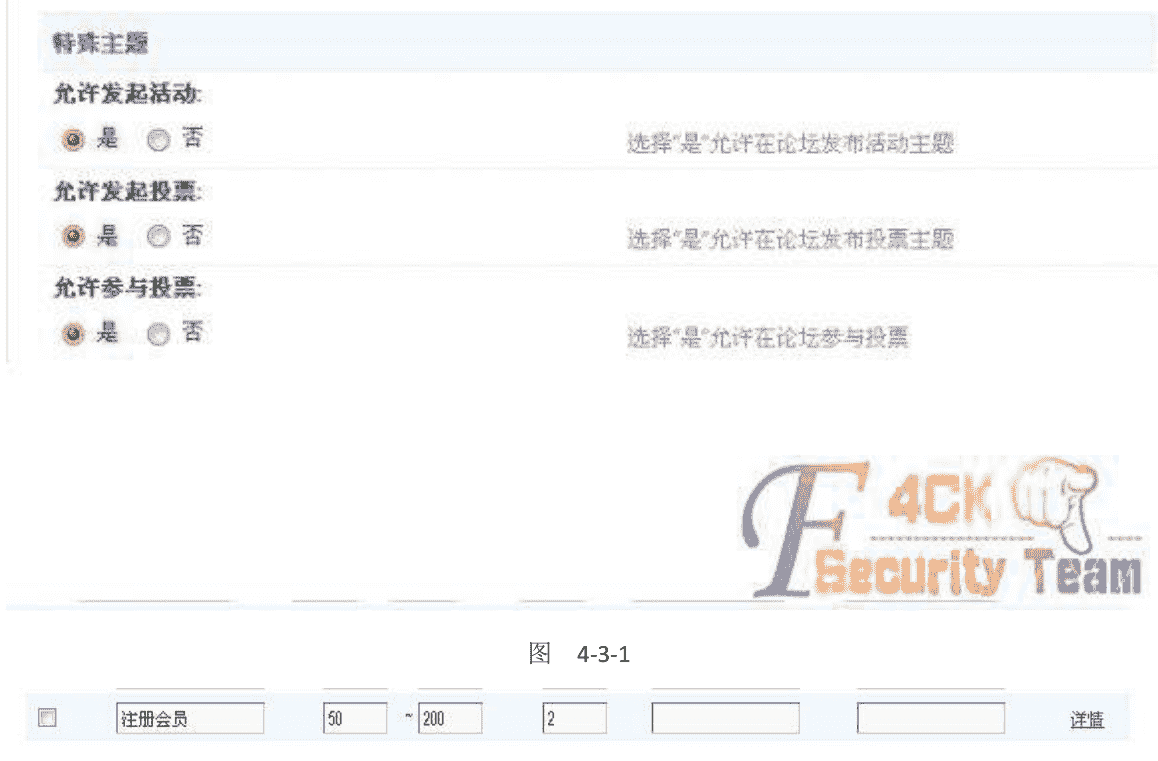 特殊主题
允许发起活动:
是 否
选择“是”允许在论坛发布活动主题
允许发起投票:
是 否
选择“是”允许在论坛发布投票主题
允许参与投票:
是 否
选择“是”允许在论坛参与投票
F4CK
Security Team
图 4-3-1
注册会员 50 ~ 200 2 详情